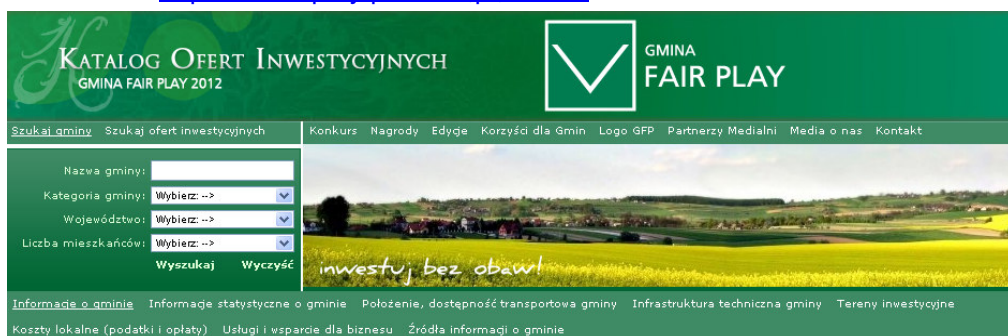 KATALOG OFERT INWESTYCYJNYCH
GMINA FAIR PLAY 2012
GMINA
FAIR PLAY
Szukaj gminy Szukaj ofert inwestycyjnych
Konkurs Nagrody Edycje Korzyści dla Gmin Logo GFP Partnerzy Medialni Media o nas Kontakt
Nazwa gminy:
Kategoria gminy: Wybierz: -->
Województwo: Wybierz: -->
Liczba mieszkańców: Wybierz: -->
Wyszukaj Wyczyść
inwestuj bez obaw!
Informacje o gminie Informacje statystyczne o gminie Położenie, dostępność transportowa gminy Infrastruktura techniczna gminy Tereny inwestycyjne
Koszty lokalne (podatki i opłaty) Usługi i wsparcie dla biznesu Źródła informacji o gminie